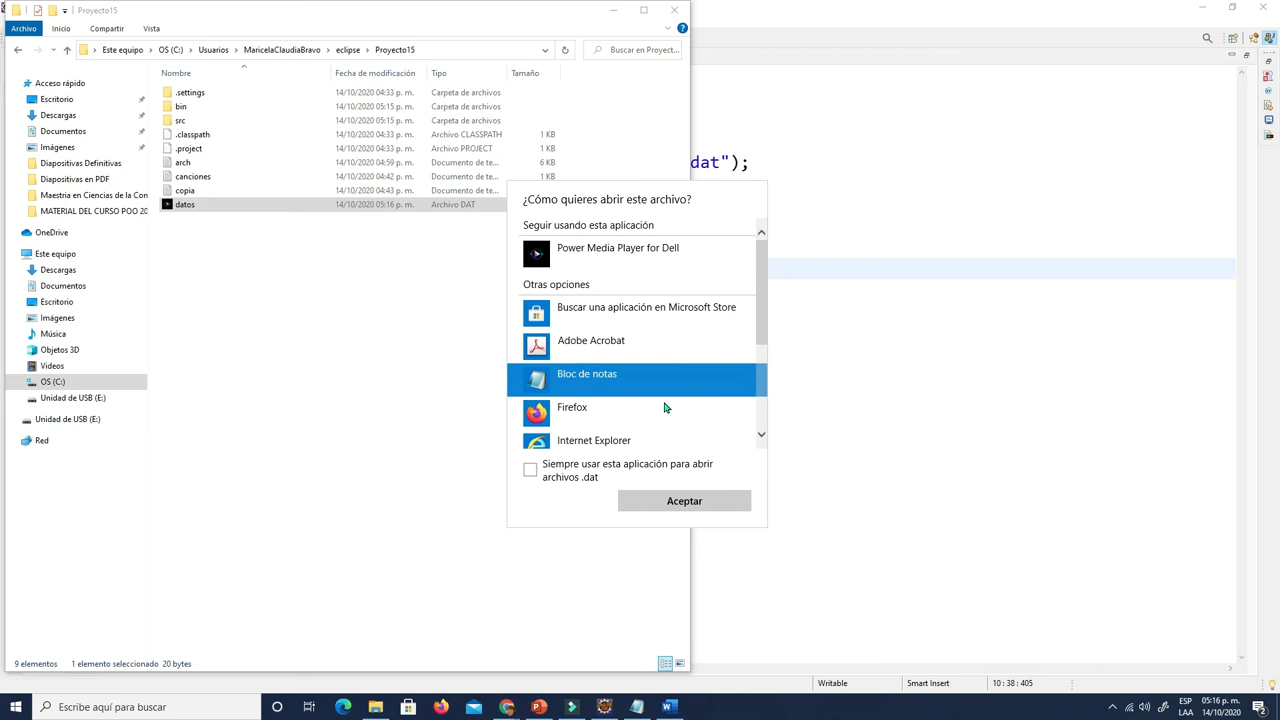 Proyecto15
Archivo Inicio Compartir Vista
Este equipo OS (C:) Usuarios MaricelaClaudiaBravo eclipse Proyecto15
Buscar en Proyect...
Acceso rápido
Escritorio
Descargas
Documentos
Imágenes
Diapositivas Definitivas
Diapositivas en PDF
Maestria en Ciencias de la Con
MATERIAL DEL CURSO POO 20
OneDrive
Este equipo
Descargas
Documentos
Escritorio
Imágenes
Música
Objetos 3D
Videos
OS (C:)
Unidad de USB (E:)
Unidad de USB (E:)
Red
Nombre Fecha de modificación Tipo Tamaño
.settings 14/10/2020 04:33 p. m. Carpeta de archivos
bin 14/10/2020 05:15 p. m. Carpeta de archivos
src 14/10/2020 05:15 p. m. Carpeta de archivos
.classpath 14/10/2020 04:33 p. m. Archivo CLASSPATH 1 KB
.project 14/10/2020 04:33 p. m. Archivo PROJECT 1 KB
arch 14/10/2020 04:59 p. m. Documento de te... 6 KB
canciones 14/10/2020 04:42 p. m. Documento de te... 1 KB
copia 14/10/2020 04:43 p. m. Documento de te...
datos 14/10/2020 05:16 p. m. Archivo DAT
dat");
¿Cómo quieres abrir este archivo?
Seguir usando esta aplicación
Power Media Player for Dell
Otras opciones
Buscar una aplicación en Microsoft Store
Adobe Acrobat
Bloc de notas
Firefox
Internet Explorer
Siempre usar esta aplicación para abrir
archivos .dat
Aceptar
9 elementos 1 elemento seleccionado 20 bytes
Writable Smart Insert 10 : 38 : 405
Escribe aquí para buscar
ESP 05:16 p. m.
LAA 14/10/2020
2